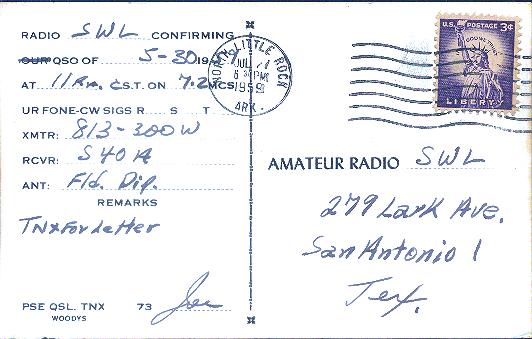 RADIO SWL CONFIRMING
OUR QSO OF 5-30 19
AT 11 Am. C.S.T. ON 7.2 MCS
UR FONE-CW SIGS R S T
XMTR: 813-300W
RCVR: S40A
ANT: Fld. Dip.
REMARKS
TNX For Letter
PSE QSL. TNX 73 Joe
WOODYS
NORTH LITTLE ROCK
JUL
6 PM
1959
ARK.
U.S. POSTAGE 3¢
IN GOD WE TRUST
LIBERTY
AMATEUR RADIO SWL
279 Lark Ave.
San Antonio 1
Tex.